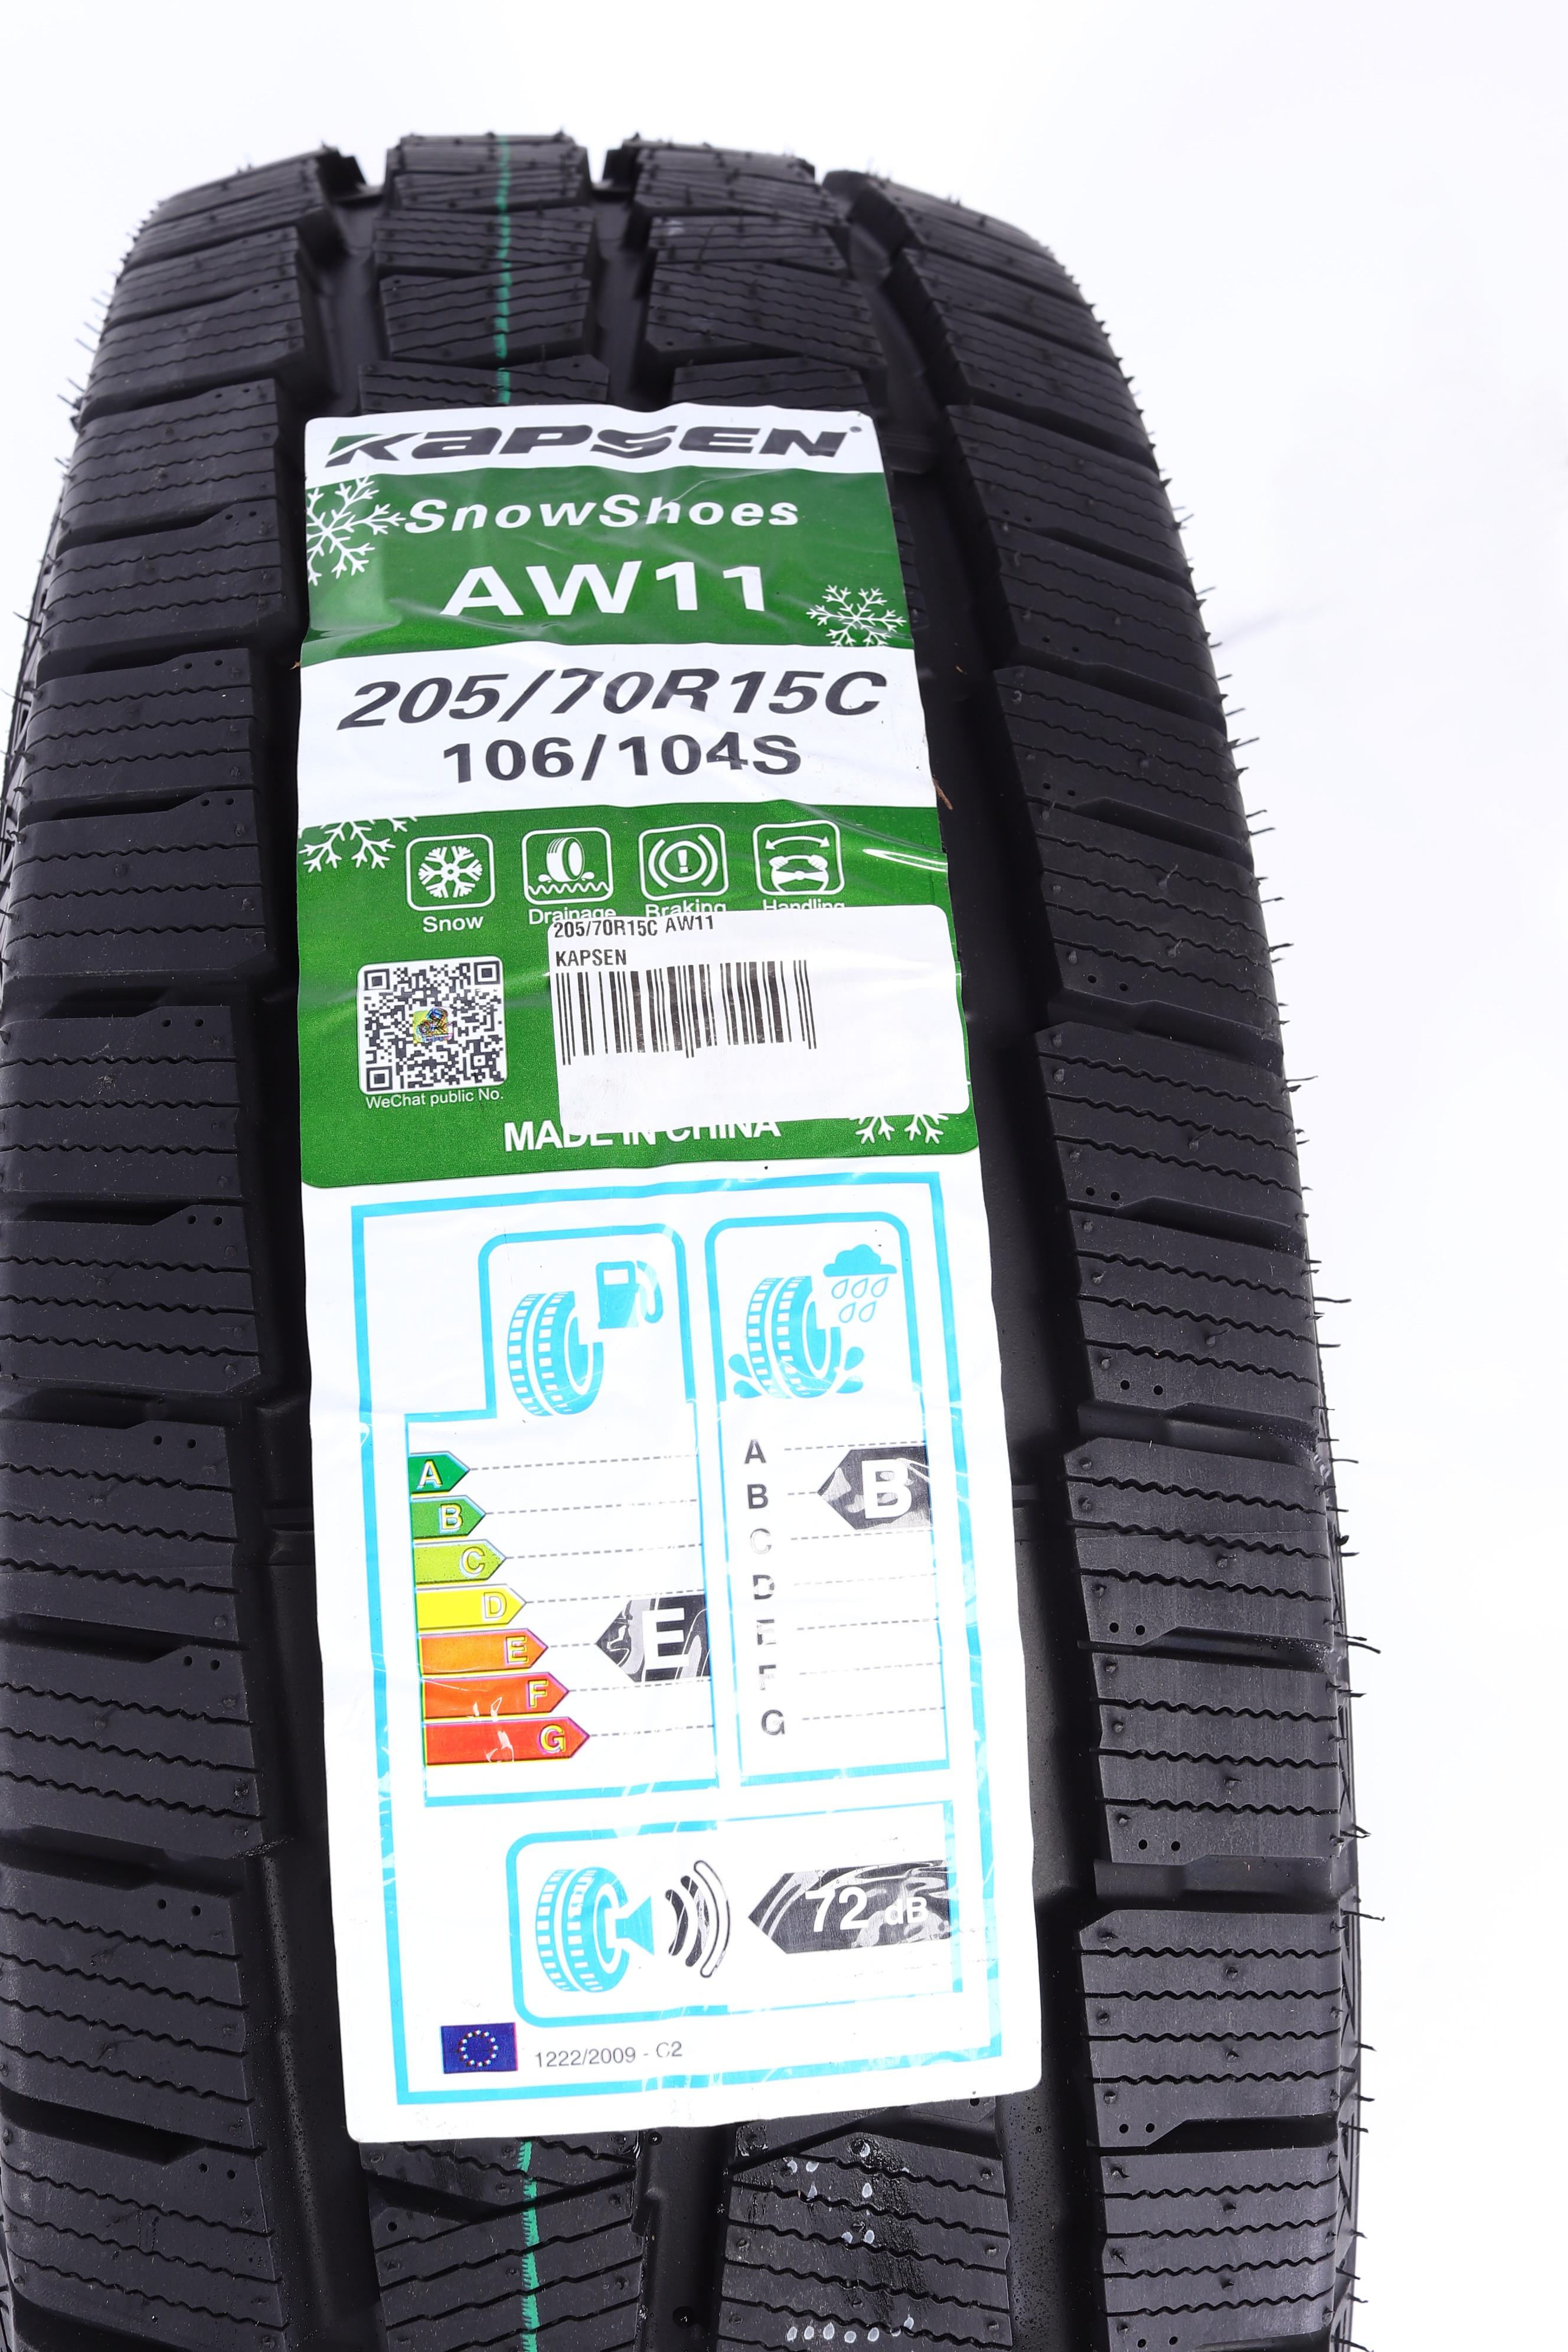 KAPSEN
SnowShoes
AW11
205/70R15C
106/104S
Snow
Drainage
Braking
Handling
205/70R15C AW11
KAPSEN
WeChat public No.
MADE IN CHINA
A
B
C
D
E
F
G
E
A
B
C
D
E
F
G
B
72 dB
1222/2009 - C2